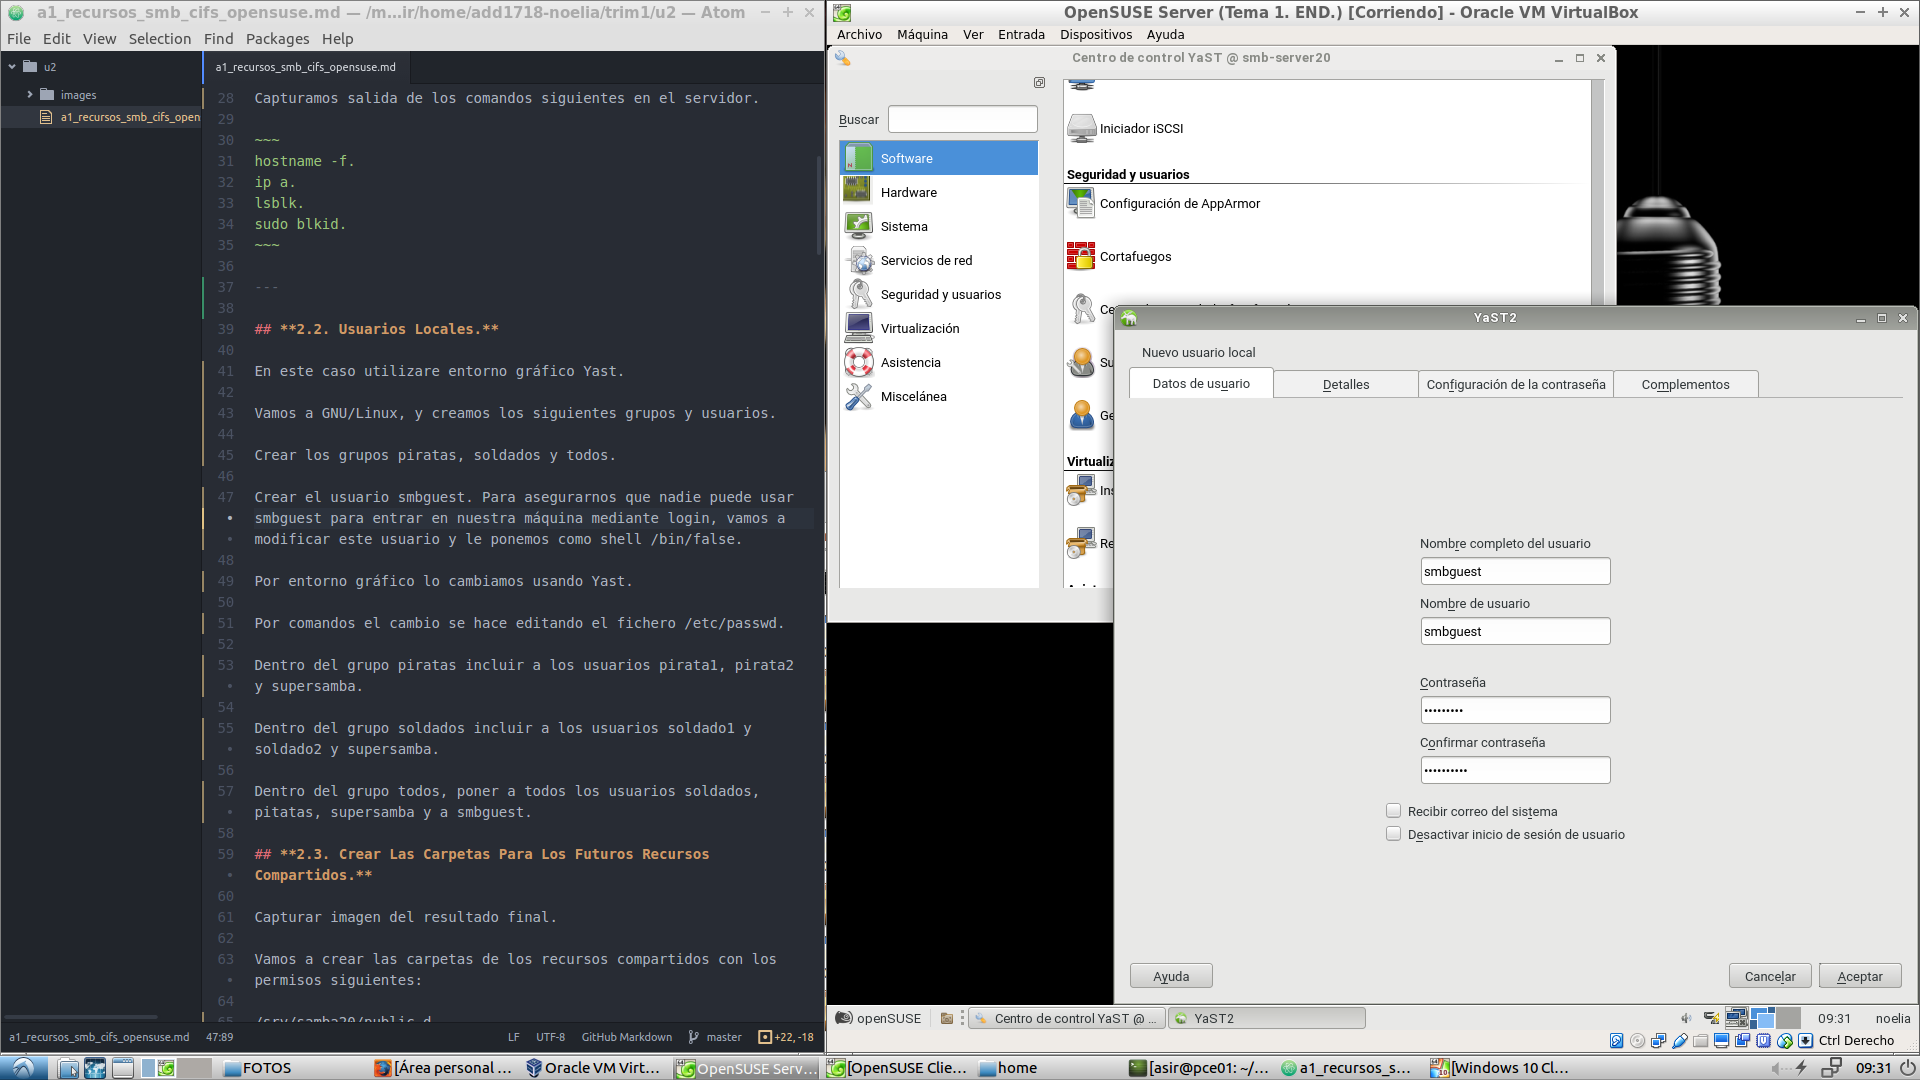 a1_recursos_smb_cifs_opensuse.md — /m...ir/home/add1718-noelia/trim1/u2 — Atom
File Edit View Selection Find Packages Help
u2
images
a1_recursos_smb_cifs_open
a1_recursos_smb_cifs_opensuse.md
28 Capturamos salida de los comandos siguientes en el servidor.
29
30 ~~~
31 hostname -f.
32 ip a.
33 lsblk.
34 sudo blkid.
35 ~~~
36
37 ---
38
39 ## **2.2. Usuarios Locales.**
40
41 En este caso utilizare entorno gráfico Yast.
42
43 Vamos a GNU/Linux, y creamos los siguientes grupos y usuarios.
44
45 Crear los grupos piratas, soldados y todos.
46
47 Crear el usuario smbguest. Para asegurarnos que nadie puede usar
• smbguest para entrar en nuestra máquina mediante login, vamos a
• modificar este usuario y le ponemos como shell /bin/false.
48
49 Por entorno gráfico lo cambiamos usando Yast.
50
51 Por comandos el cambio se hace editando el fichero /etc/passwd.
52
53 Dentro del grupo piratas incluir a los usuarios pirata1, pirata2
• y supersamba.
54
55 Dentro del grupo soldados incluir a los usuarios soldado1 y
• soldado2 y supersamba.
56
57 Dentro del grupo todos, poner a todos los usuarios soldados,
• pitatas, supersamba y a smbguest.
58
59 ## **2.3. Crear Las Carpetas Para Los Futuros Recursos
• Compartidos.**
60
61 Capturar imagen del resultado final.
62
63 Vamos a crear las carpetas de los recursos compartidos con los
• permisos siguientes:
64
65 /srv/samba20/public.d
a1_recursos_smb_cifs_opensuse.md 47:89 LF UTF-8 GitHub Markdown master +22, -18
OpenSUSE Server (Tema 1. END.) [Corriendo] - Oracle VM VirtualBox
Archivo Máquina Ver Entrada Dispositivos Ayuda
Centro de control YaST @ smb-server20
Buscar
Software
Hardware
Sistema
Servicios de red
Seguridad y usuarios
Virtualización
Asistencia
Miscelánea
Iniciador iSCSI
Seguridad y usuarios
Configuración de AppArmor
Cortafuegos
Ce
Su
Ge
Virtualiz
Ins
Re
YaST2
Nuevo usuario local
Datos de usuario Detalles Configuración de la contraseña Complementos
Nombre completo del usuario
smbguest
Nombre de usuario
smbguest
Contraseña
•••••••••
Confirmar contraseña
••••••••••
Recibir correo del sistema
Desactivar inicio de sesión de usuario
Ayuda Cancelar Aceptar
openSUSE Centro de control YaST @ ... YaST2 09:31 noelia
Ctrl Derecho
FOTOS [Área personal ... Oracle VM Virt... OpenSUSE Serv... [OpenSUSE Clie... home [asir@pce01: ~/... a1_recursos_s... [Windows 10 Cl... 09:31